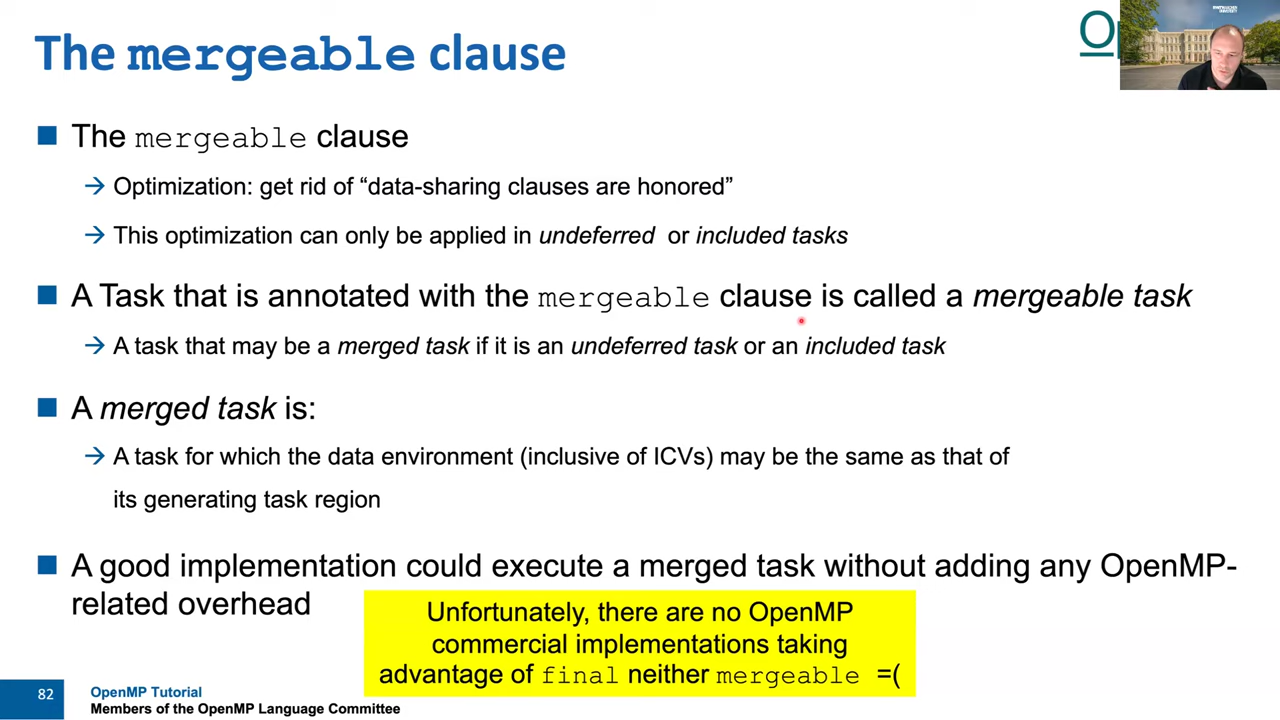 The mergeable clause
Op
The mergeable clause
→ Optimization: get rid of “data-sharing clauses are honored”
→ This optimization can only be applied in undeferred or included tasks
A Task that is annotated with the mergeable clause is called a mergeable task
→ A task that may be a merged task if it is an undeferred task or an included task
A merged task is:
→ A task for which the data environment (inclusive of ICVs) may be the same as that of
its generating task region
A good implementation could execute a merged task without adding any OpenMP-
related overhead
Unfortunately, there are no OpenMP
commercial implementations taking
advantage of final neither mergeable =(
82
OpenMP Tutorial
Members of the OpenMP Language Committee